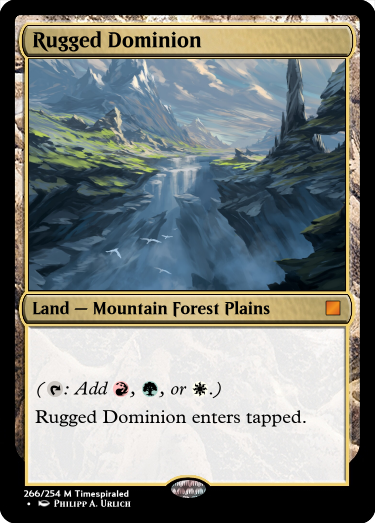 Rugged Dominion
Land — Mountain Forest Plains
( : Add , , or .)
Rugged Dominion enters tapped.
266/254 M Timespiraled
• Philipp A. Urlich